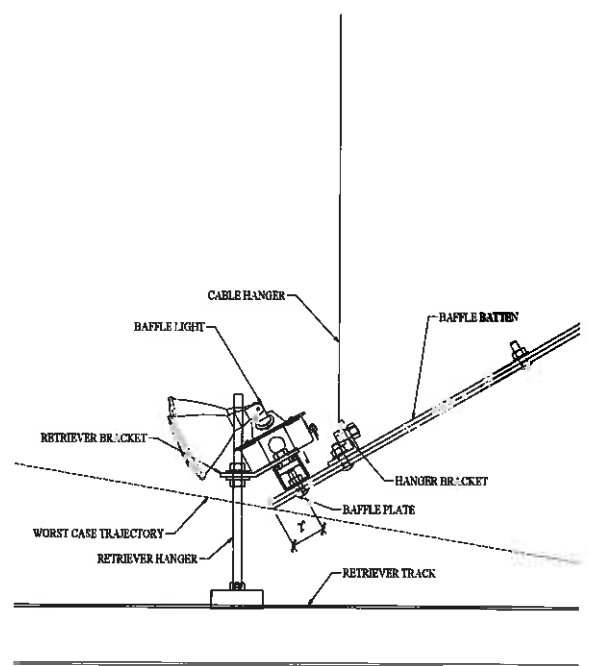 CABLE HANGER
BAFFLE LIGHT
BAFFLE BATTEN
RETRIEVER BRACKET
HANGER BRACKET
BAFFLE PLATE
WORST CASE TRAJECTORY
RETRIEVER HANGER
RETRIEVER TRACK